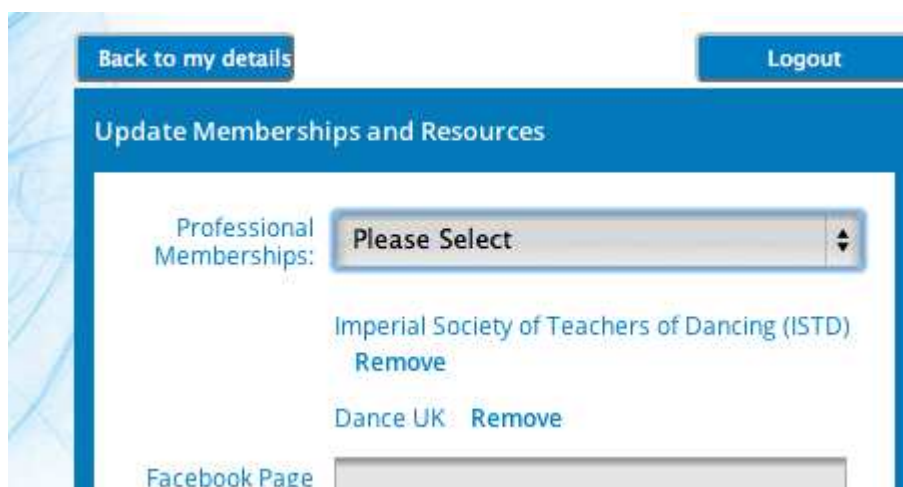 Back to my details
Logout
Update Memberships and Resources
Professional
Memberships:
Please Select
Imperial Society of Teachers of Dancing (ISTD)
Remove
Dance UK Remove
Facebook Page